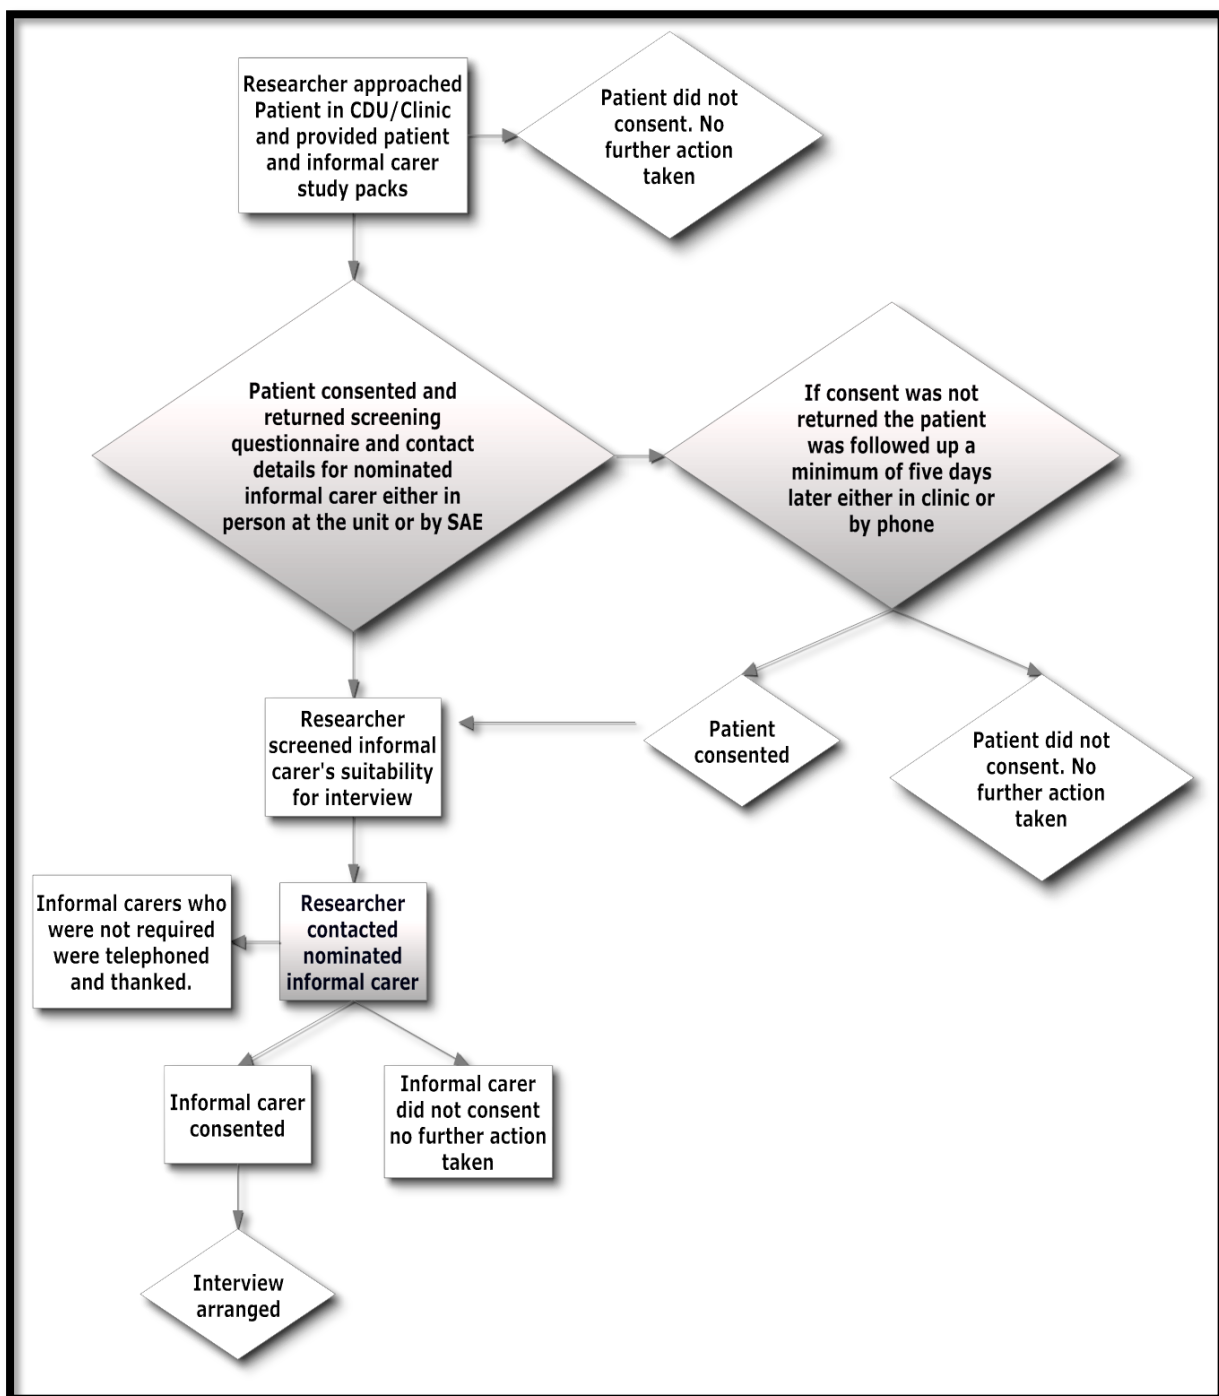 Researcher approached
Patient in CDU/Clinic
and provided patient
and informal carer
study packs
Patient did not
consent. No
further action
taken
Patient consented and
returned screening
questionnaire and contact
details for nominated
informal carer either in
person at the unit or by SAE
If consent was not
returned the patient
was followed up a
minimum of five days
later either in clinic or
by phone
Researcher
screened informal
carer's suitability
for interview
Patient
consented
Patient did not
consent. No
further action
taken
Informal carers who
were not required
were telephoned
and thanked.
Researcher
contacted
nominated
informal carer
Informal carer
consented
Informal carer
did not consent
no further action
taken
Interview
arranged